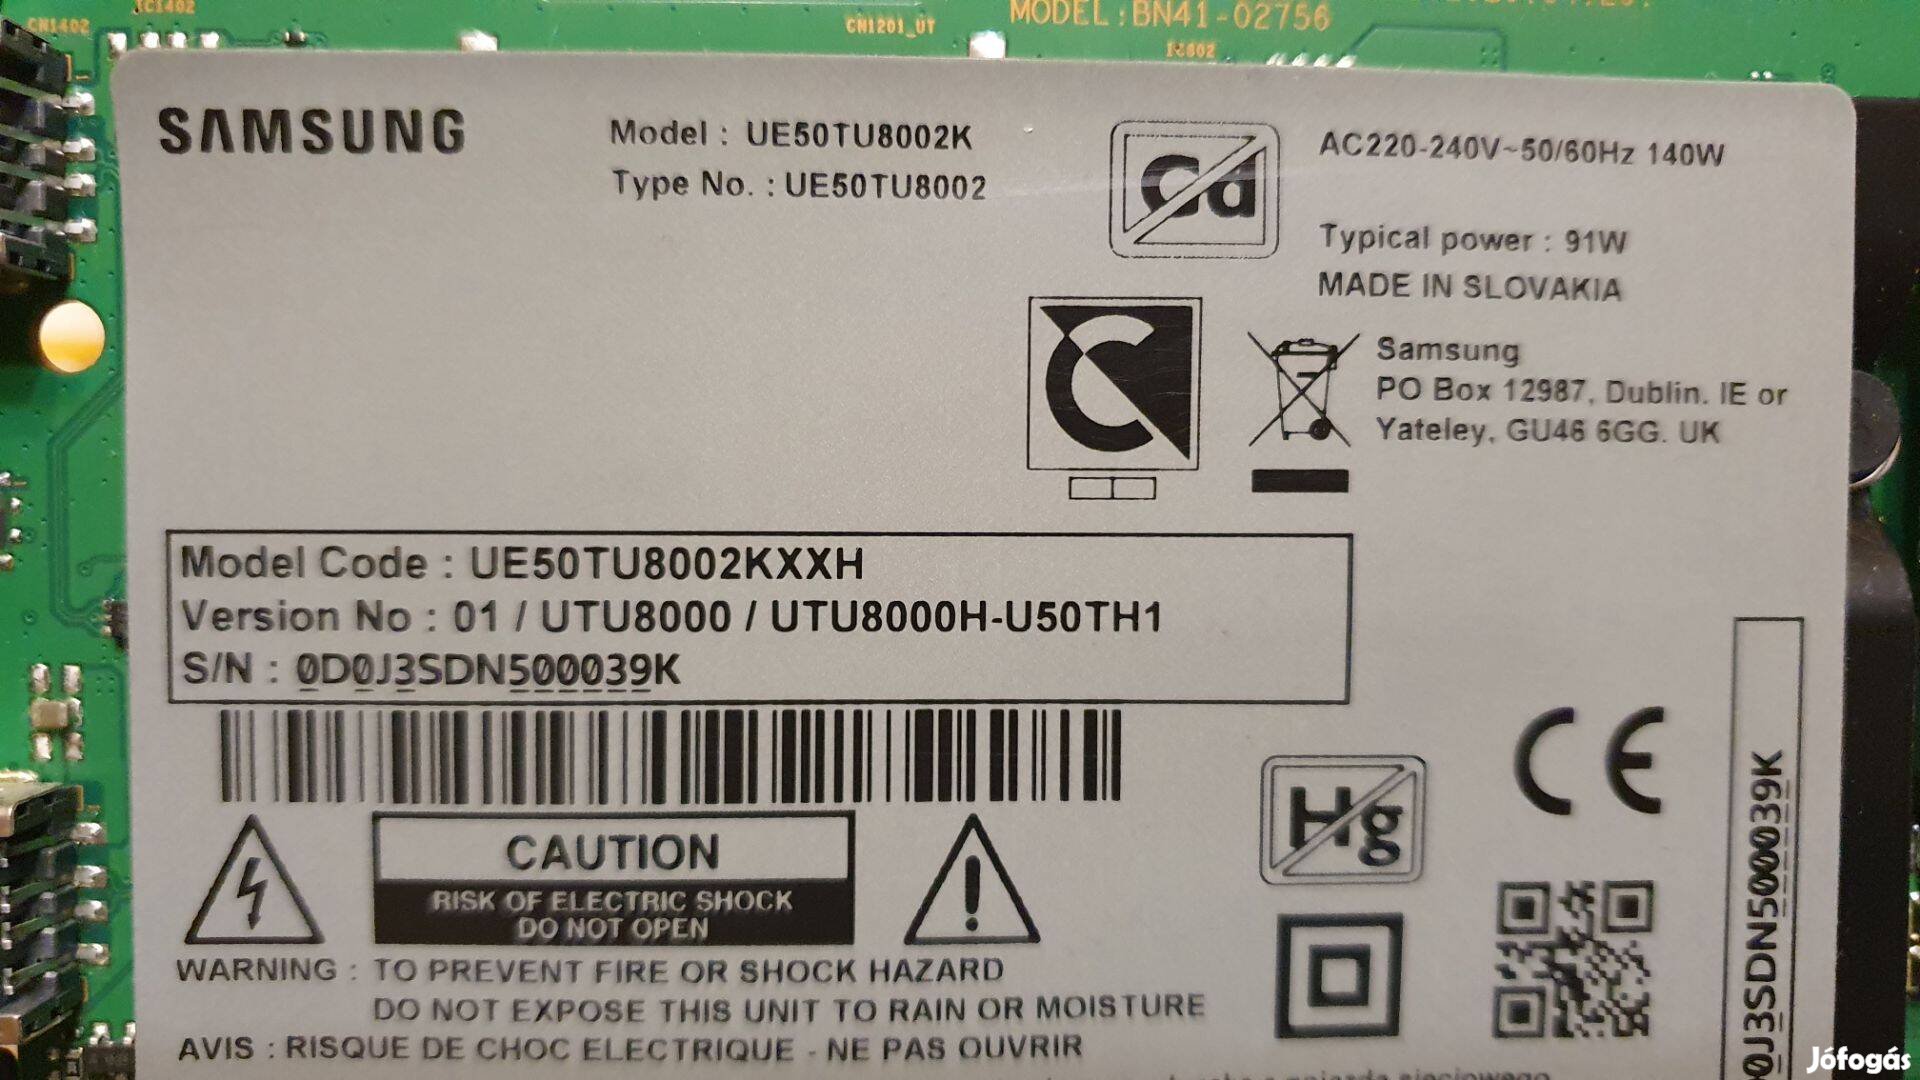 CN1402
IC1402
CN1201_UT
MODEL:BN41-02756
SAMSUNG
Model : UE50TU8002K
Type No. : UE50TU8002
Cd
AC220-240V~50/60Hz 140W
Typical power : 91W
MADE IN SLOVAKIA
C
Samsung
PO Box 12987, Dublin. IE or
Yateley, GU46 6GG. UK
Model Code : UE50TU8002KXXH
Version No : 01 / UTU8000 / UTU8000H-U50TH1
S/N : 0D0J3SDN500039K
CE
Hg
CAUTION
RISK OF ELECTRIC SHOCK
DO NOT OPEN
WARNING : TO PREVENT FIRE OR SHOCK HAZARD
DO NOT EXPOSE THIS UNIT TO RAIN OR MOISTURE
AVIS : RISQUE DE CHOC ELECTRIQUE - NE PAS OUVRIR
0J3SDN500039K
Jófogás